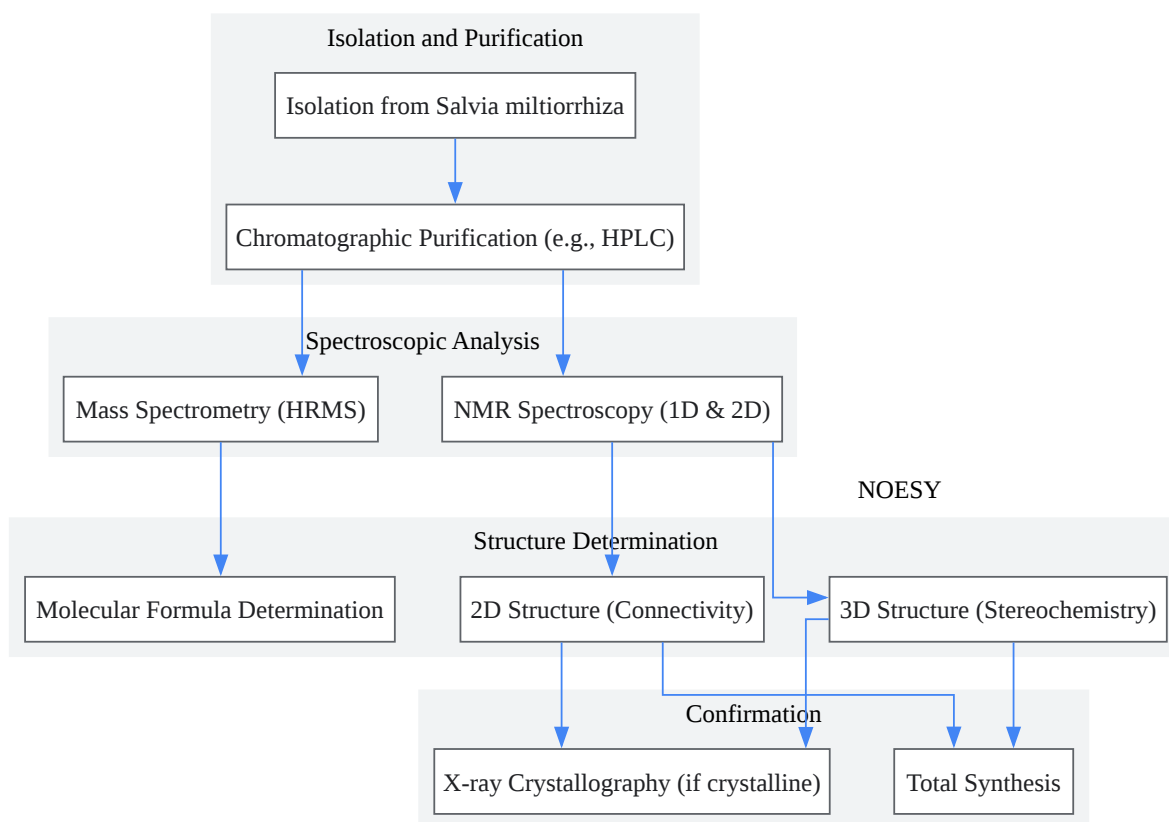 Isolation and Purification
Isolation from Salvia miltiorrhiza
Chromatographic Purification (e.g., HPLC)
Spectroscopic Analysis
Mass Spectrometry (HRMS)
NMR Spectroscopy (1D & 2D)
NOESY
Structure Determination
Molecular Formula Determination
2D Structure (Connectivity)
3D Structure (Stereochemistry)
Confirmation
X-ray Crystallography (if crystalline)
Total Synthesis